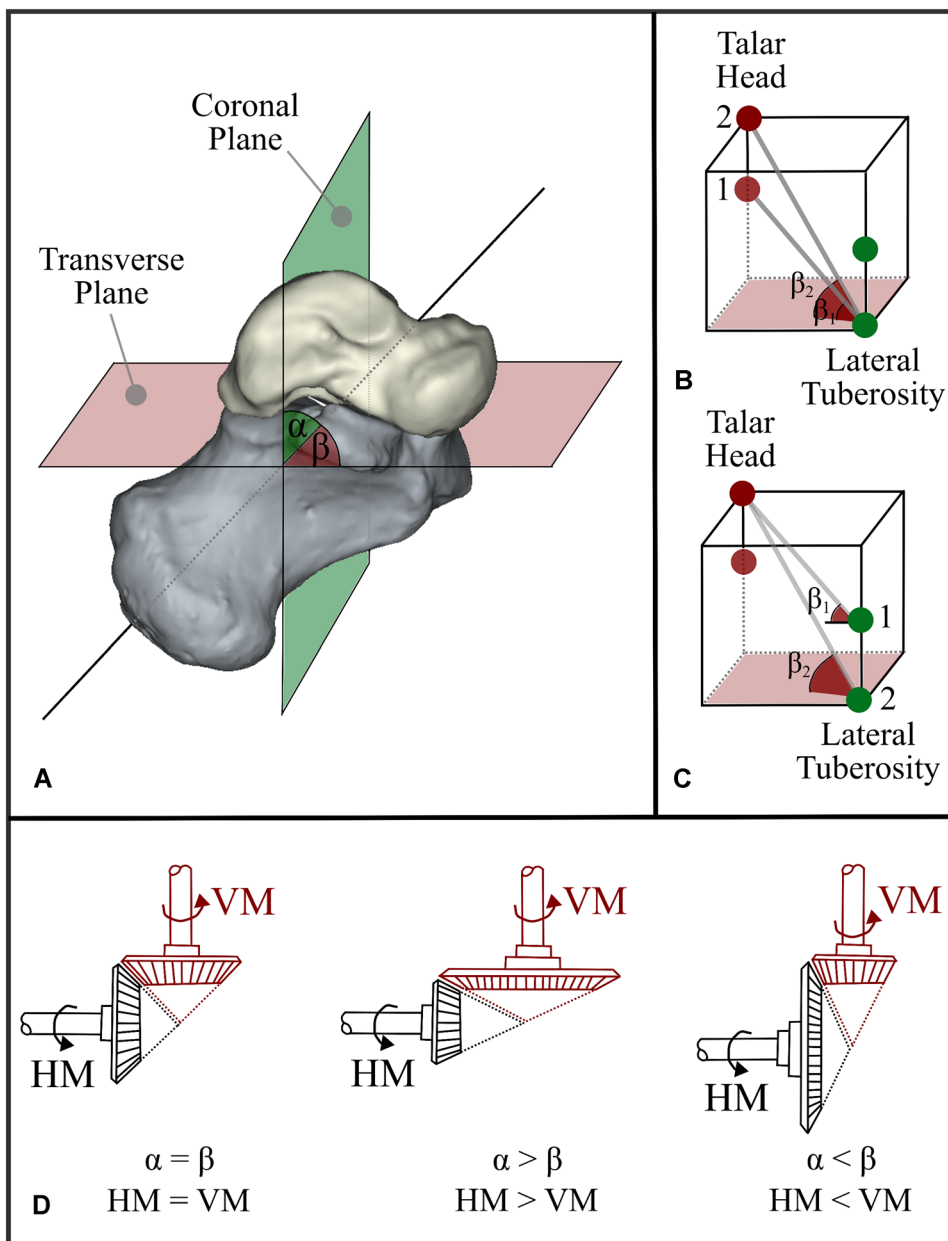 Coronal
Plane
Transverse
Plane
α
β
A
Talar
Head
2
1
β2
β1
Lateral
Tuberosity
B
Talar
Head
β1
1
β2
2
Lateral
Tuberosity
C
VM
HM
α = β
HM = VM
VM
HM
α > β
HM > VM
VM
HM
α < β
HM < VM
D